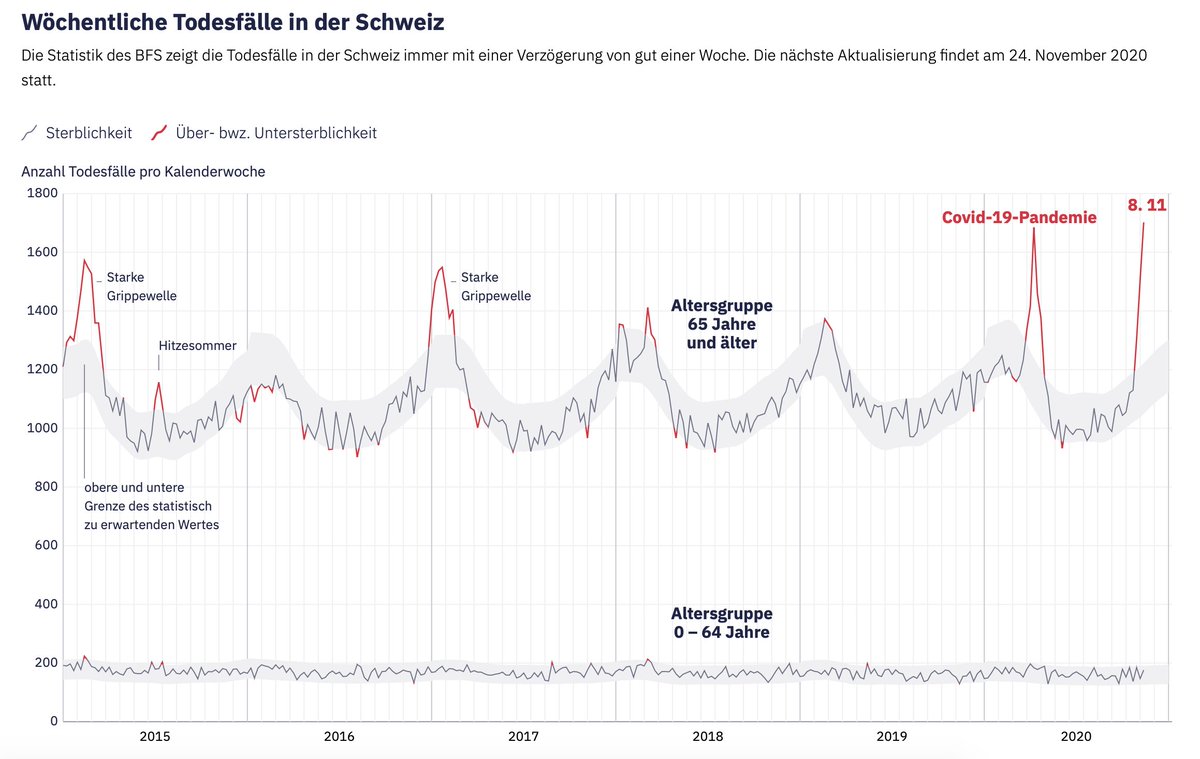 Wöchentliche Todesfälle in der Schweiz
Die Statistik des BFS zeigt die Todesfälle in der Schweiz immer mit einer Verzögerung von gut einer Woche. Die nächste Aktualisierung findet am 24. November 2020
statt.
Sterblichkeit Über- bwz. Untersterblichkeit
Anzahl Todesfälle pro Kalenderwoche
1800
8. 11
Covid-19-Pandemie
1600
Starke
Grippewelle
Starke
Grippewelle
1400
Altersgruppe
65 Jahre
und älter
Hitzesommer
1200
1000
800
obere und untere
Grenze des statistisch
zu erwartenden Wertes
600
400
Altersgruppe
0 – 64 Jahre
200
0
2015 2016 2017 2018 2019 2020